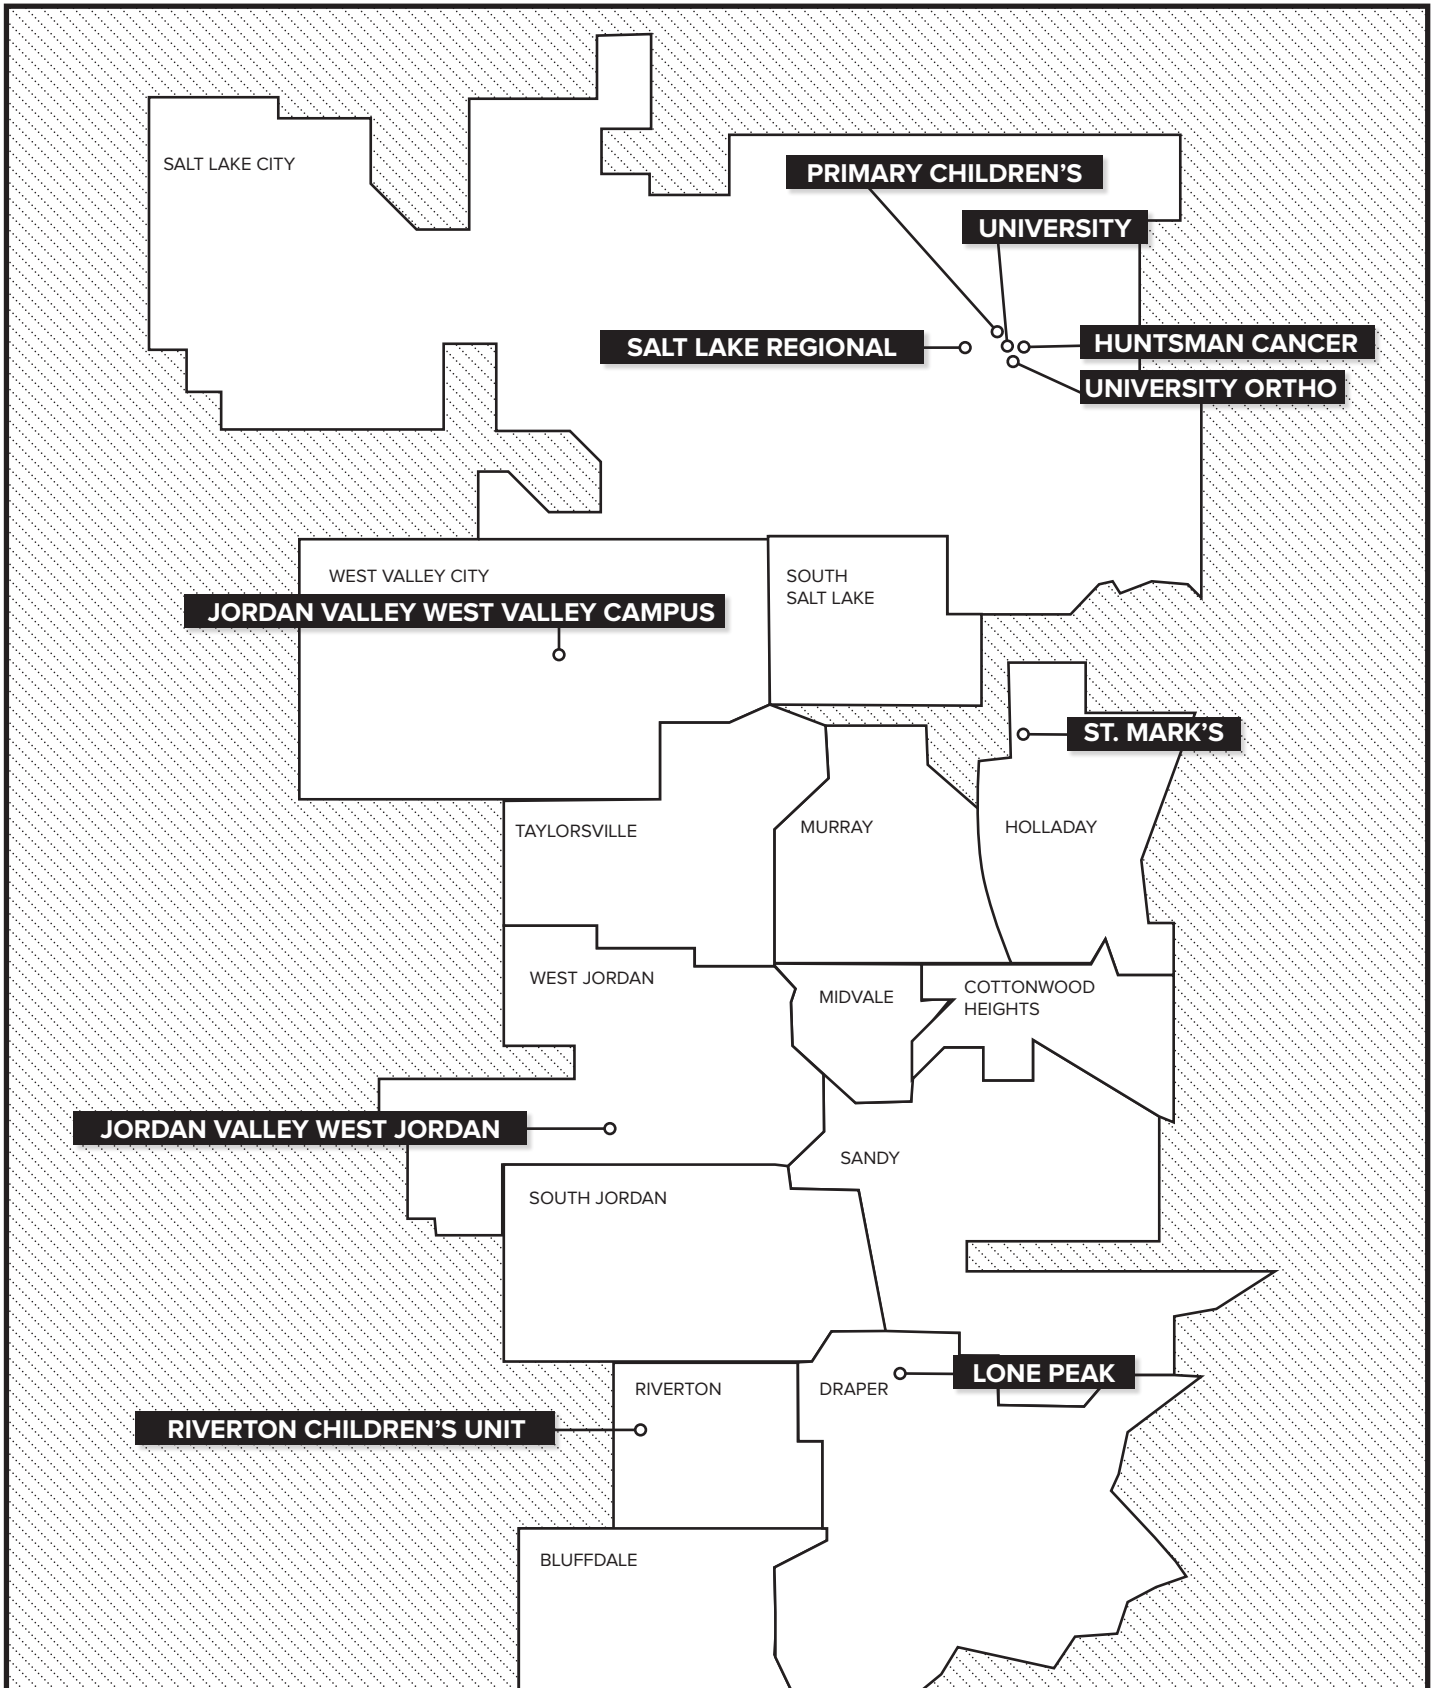 SALT LAKE CITY
PRIMARY CHILDREN’S
UNIVERSITY
SALT LAKE REGIONAL
HUNTSMAN CANCER
UNIVERSITY ORTHO
WEST VALLEY CITY
SOUTH
SALT LAKE
JORDAN VALLEY WEST VALLEY CAMPUS
ST. MARK’S
TAYLORSVILLE
MURRAY
HOLLADAY
WEST JORDAN
MIDVALE
COTTONWOOD
HEIGHTS
JORDAN VALLEY WEST JORDAN
SANDY
SOUTH JORDAN
LONE PEAK
RIVERTON
DRAPER
RIVERTON CHILDREN’S UNIT
BLUFFDALE